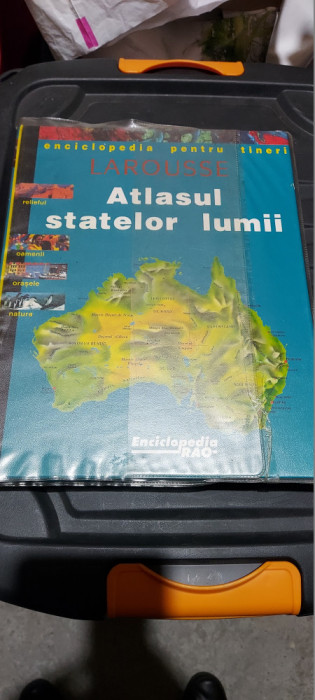 enciclopedia pentru tineri
LAROUSSE
Atlasul
statelor lumii
relieful
oamenii
orașele
natura
Enciclopedia
RAO